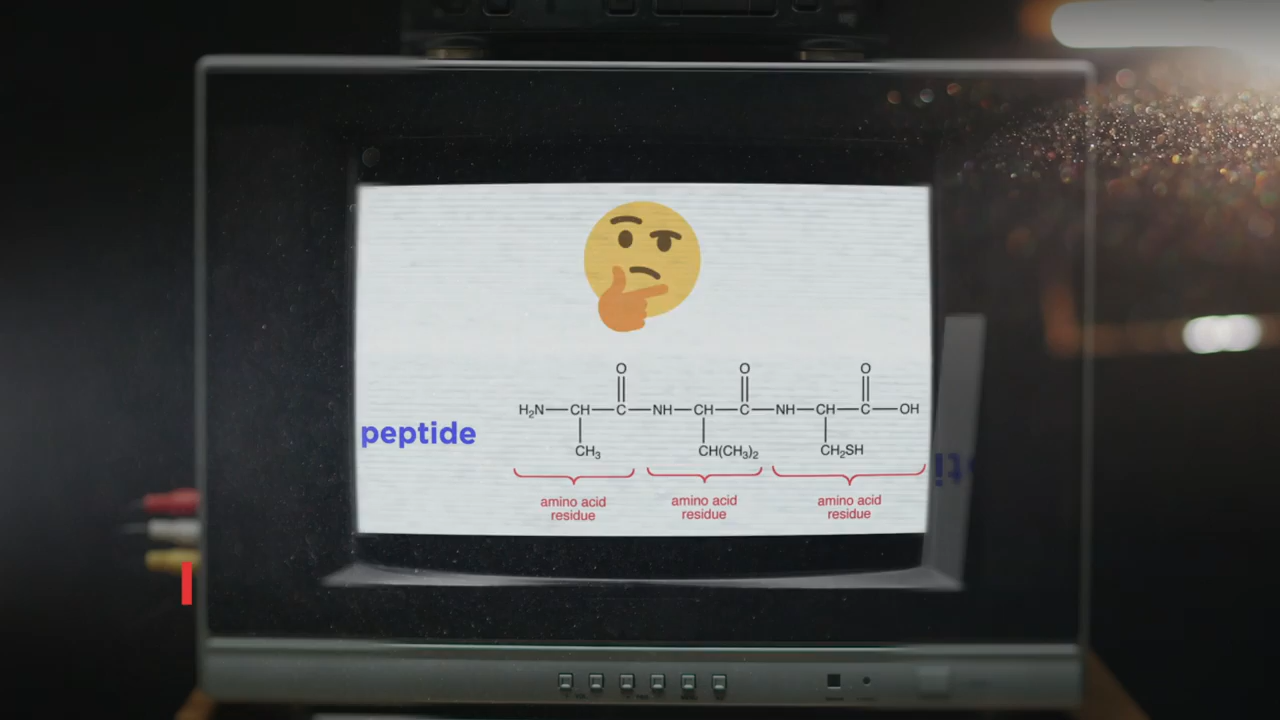 O O O
H₂N—CH—C—NH—CH—C—NH—CH—C—OH
peptide
CH₃ CH(CH₃)₂ CH₂SH
amino acid residue
amino acid residue
amino acid residue